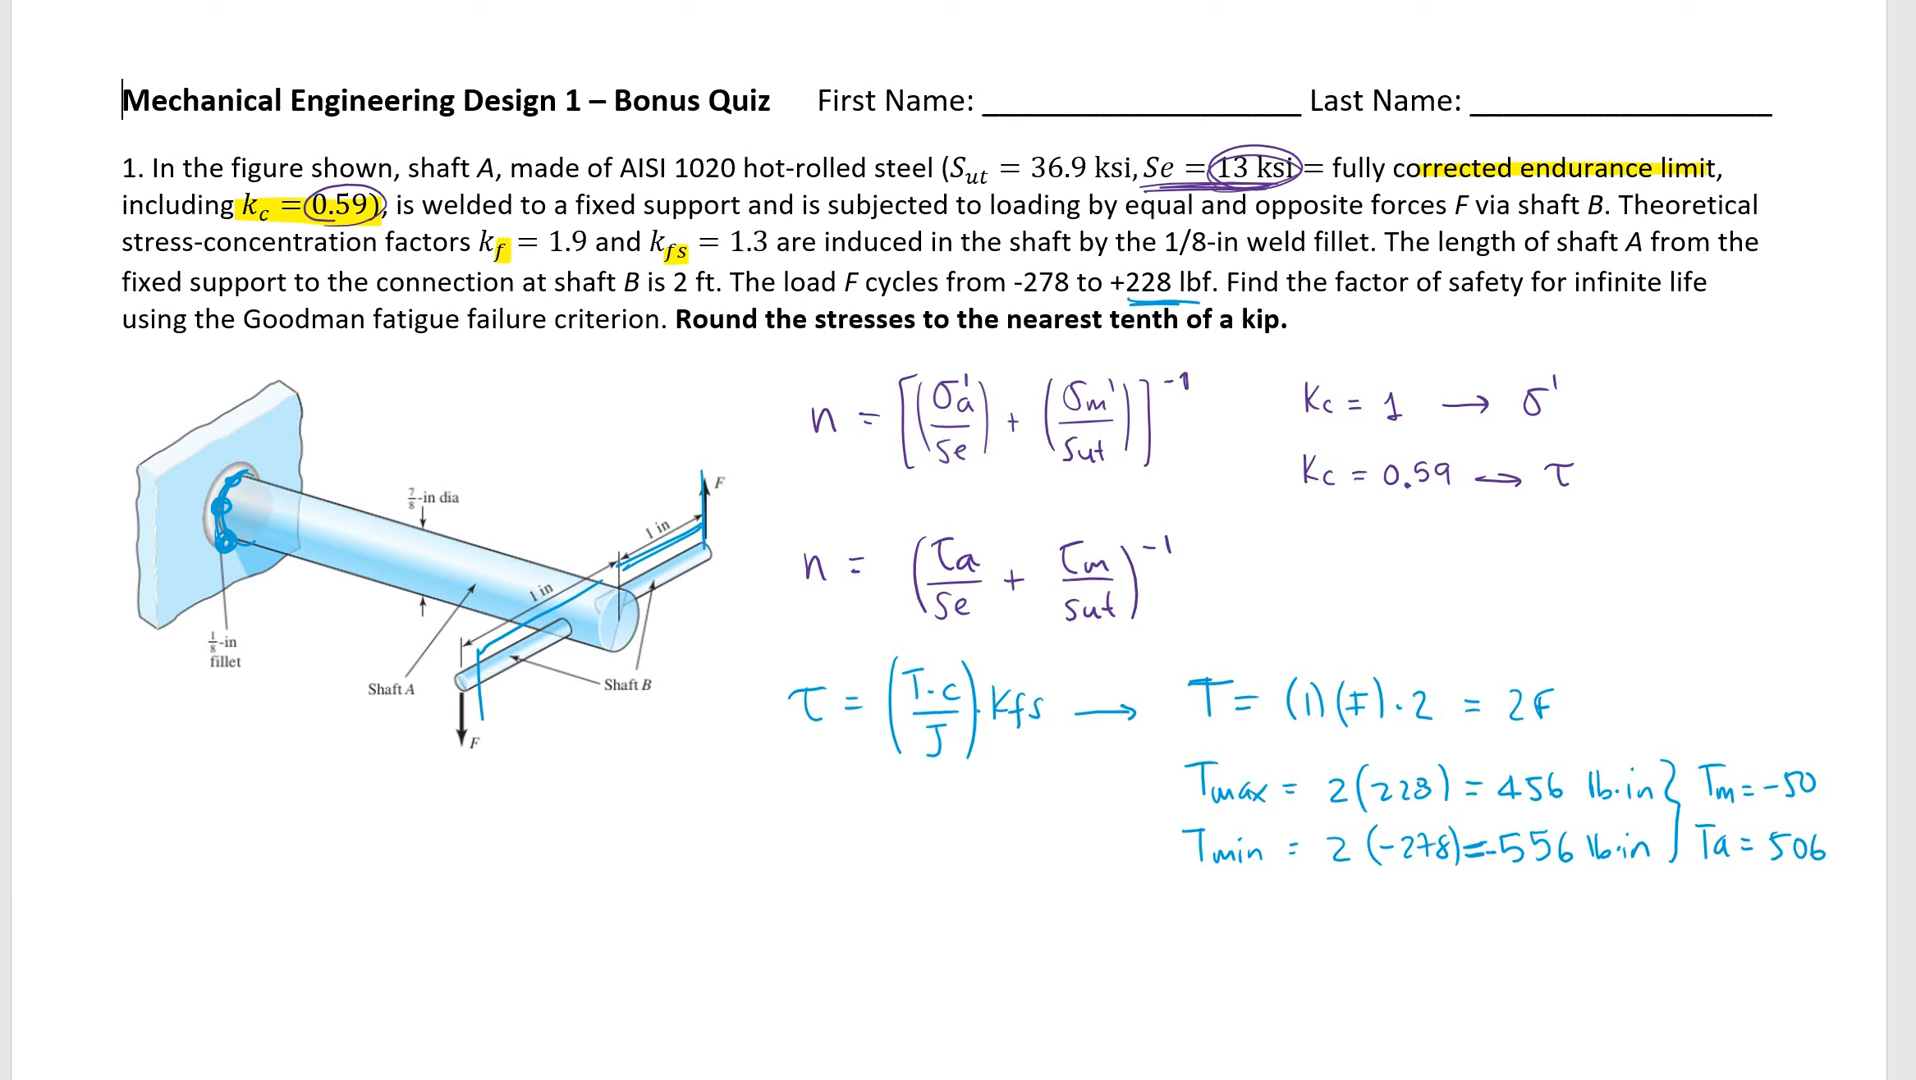 Mechanical Engineering Design 1 – Bonus Quiz First Name: ____________________ Last Name: ___________________
1. In the figure shown, shaft A, made of AISI 1020 hot-rolled steel (Sut = 36.9 ksi, Se = 13 ksi = fully corrected endurance limit,
including kc = 0.59), is welded to a fixed support and is subjected to loading by equal and opposite forces F via shaft B. Theoretical
stress-concentration factors kf = 1.9 and kfs = 1.3 are induced in the shaft by the 1/8-in weld fillet. The length of shaft A from the
fixed support to the connection at shaft B is 2 ft. The load F cycles from -278 to +228 lbf. Find the factor of safety for infinite life
using the Goodman fatigue failure criterion. Round the stresses to the nearest tenth of a kip.
n = [(σa'/Se) + (σm'/Sut)]^-1
Kc = 1 → σ'
Kc = 0.59 → τ
n = (τa/Se + τm/Sut)^-1
τ = (T·c/J)·Kfs → T = (1)(F)·2 = 2F
Tmax = 2(228) = 456 lb·in } Tm = -50
Tmin = 2(-278) = -556 lb·in } Ta = 506
7/8-in dia
F
1 in
1 in
1/8-in
fillet
Shaft A
Shaft B
F